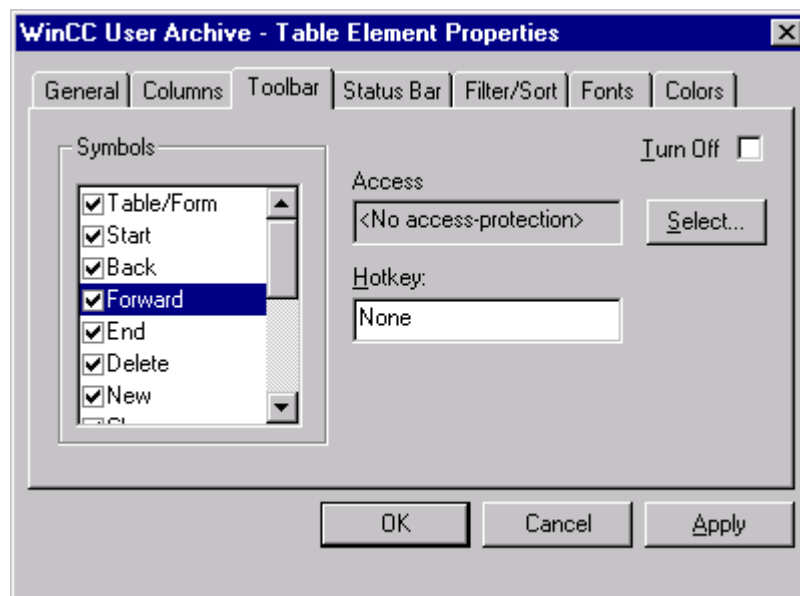 WinCC User Archive - Table Element Properties
General Columns Toolbar Status Bar Filter/Sort Fonts Colors
Symbols
Turn Off
Table/Form
Start
Back
Forward
End
Delete
New
Access
<No access-protection>
Select...
Hotkey:
None
OK Cancel Apply